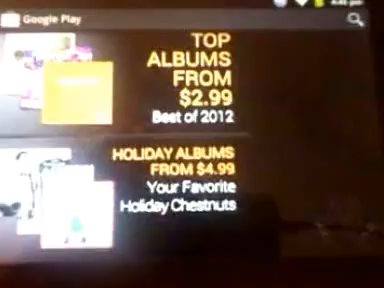 Google Play
TOP
ALBUMS
FROM
$2.99
Best of 2012
HOLIDAY ALBUMS
FROM $4.99
Your Favorite
Holiday Chestnuts